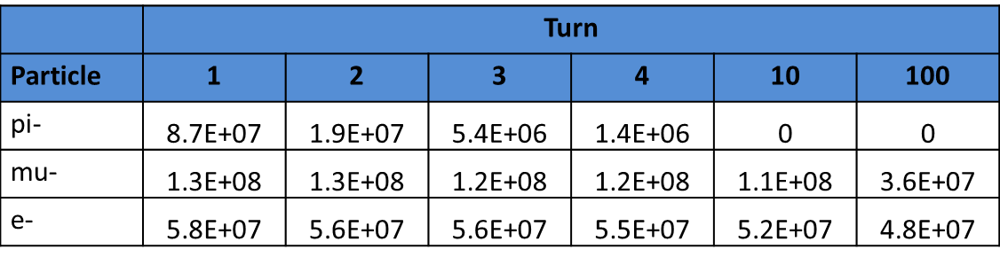 Turn
Particle 1 2 3 4 10 100
pi- 8.7E+07 1.9E+07 5.4E+06 1.4E+06 0 0
mu- 1.3E+08 1.3E+08 1.2E+08 1.2E+08 1.1E+08 3.6E+07
e- 5.8E+07 5.6E+07 5.6E+07 5.5E+07 5.2E+07 4.8E+07